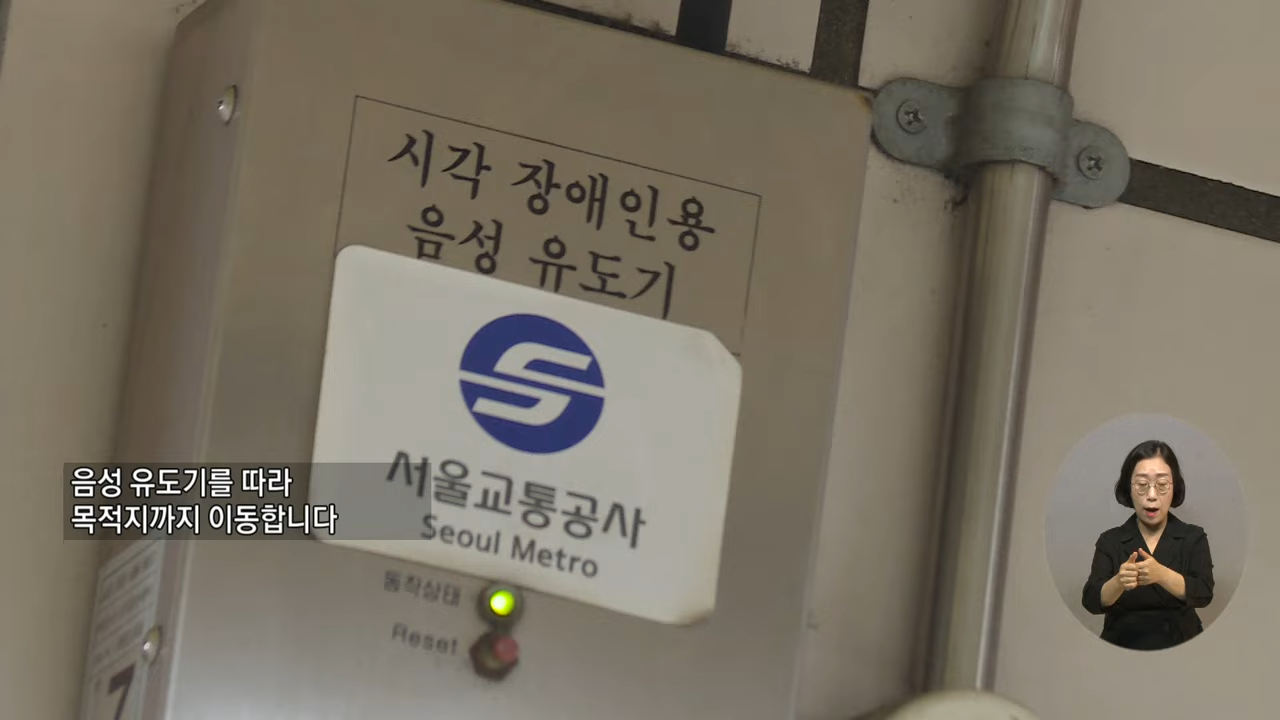 시각 장애인용
음성 유도기
서울교통공사
Seoul Metro
동작상태
Reset
7
음성 유도기를 따라
목적지까지 이동합니다